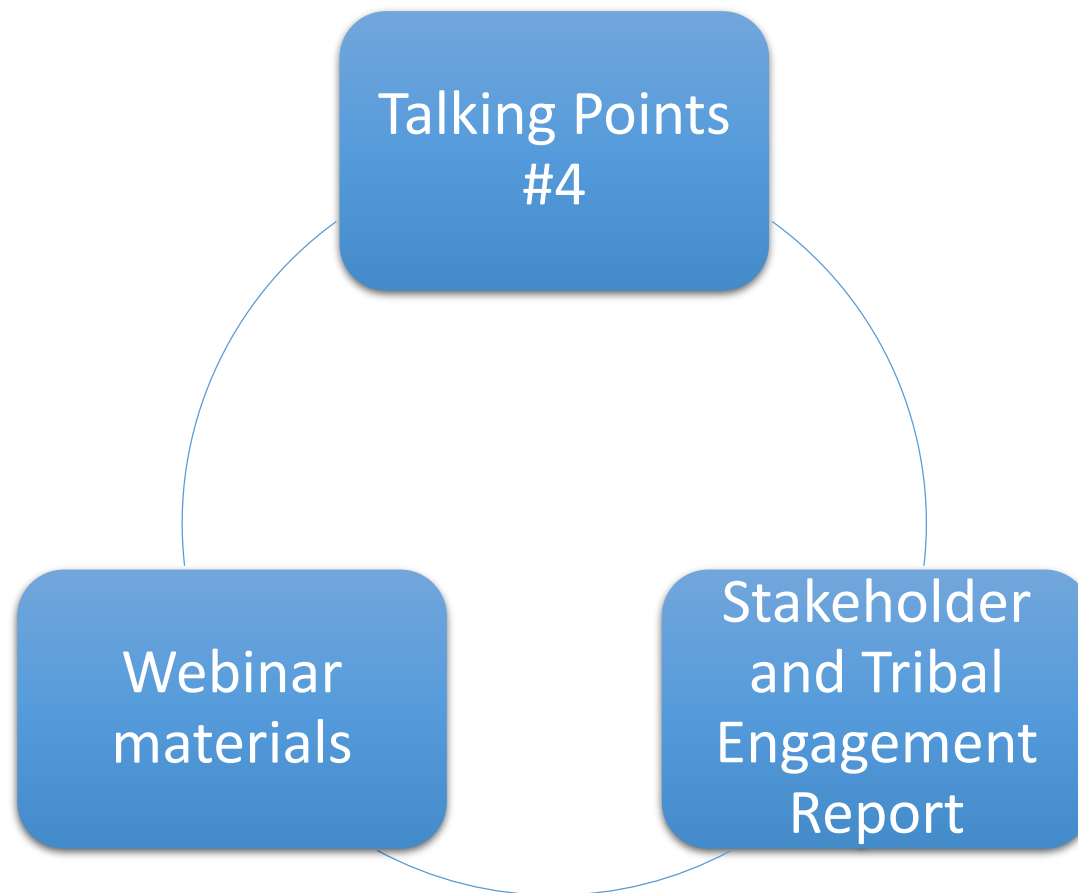 Talking Points
#4
Webinar
materials
Stakeholder
and Tribal
Engagement
Report